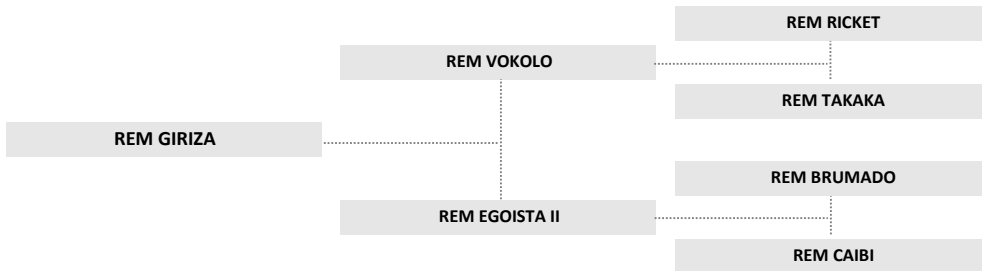 REM RICKET
REM VOKOLO
REM TAKAKA
REM GIRIZA
REM BRUMADO
REM EGOISTA II
REM CAIBI